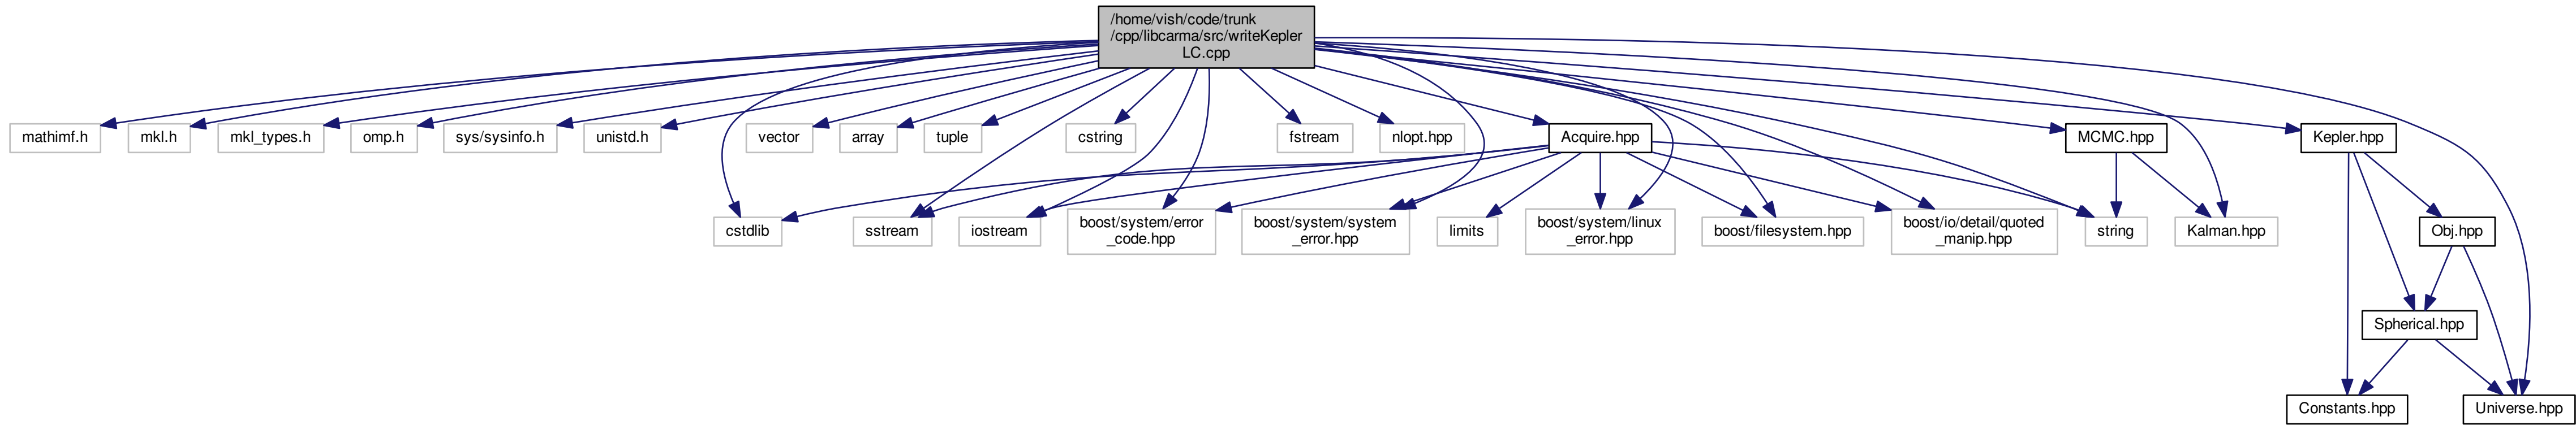 /home/vish/code/trunk
/cpp/libcarma/src/writeKepler
LC.cpp
mathimf.h
mkl.h
mkl_types.h
omp.h
sys/sysinfo.h
unistd.h
vector
array
tuple
cstring
fstream
nlopt.hpp
Acquire.hpp
MCMC.hpp
Kepler.hpp
cstdlib
sstream
iostream
boost/system/error
_code.hpp
boost/system/system
_error.hpp
limits
boost/system/linux
_error.hpp
boost/filesystem.hpp
boost/io/detail/quoted
_manip.hpp
string
Kalman.hpp
Obj.hpp
Spherical.hpp
Constants.hpp
Universe.hpp